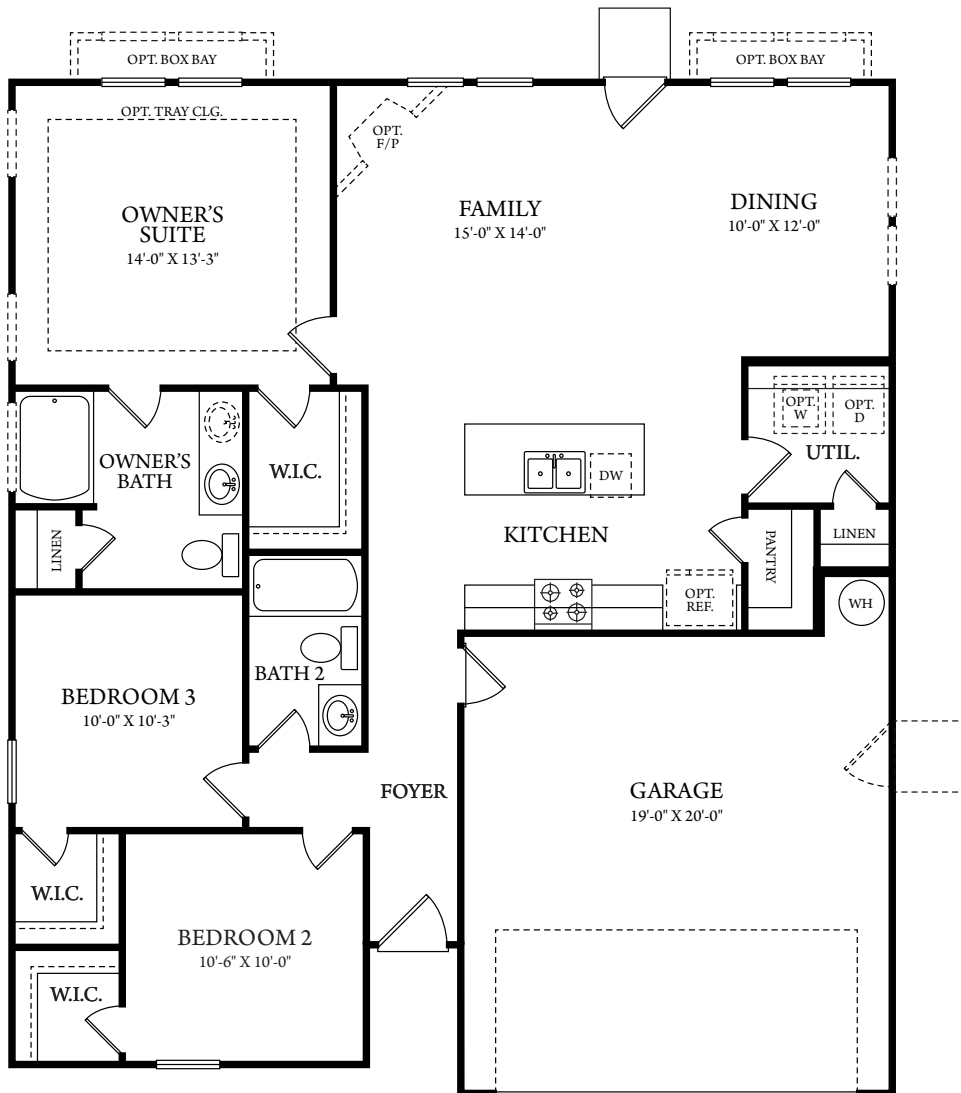 OPT. BOX BAY
OPT. BOX BAY
OPT. TRAY CLG.
OPT.
F/P
OWNER'S
SUITE
14'-0" X 13'-3"
FAMILY
15'-0" X 14'-0"
DINING
10'-0" X 12'-0"
OPT.
W
OPT.
D
UTIL.
OWNER'S
BATH
W.I.C.
DW
LINEN
KITCHEN
PANTRY
LINEN
OPT.
REF.
WH
BATH 2
BEDROOM 3
10'-0" X 10'-3"
FOYER
GARAGE
19'-0" X 20'-0"
W.I.C.
BEDROOM 2
10'-6" X 10'-0"
W.I.C.